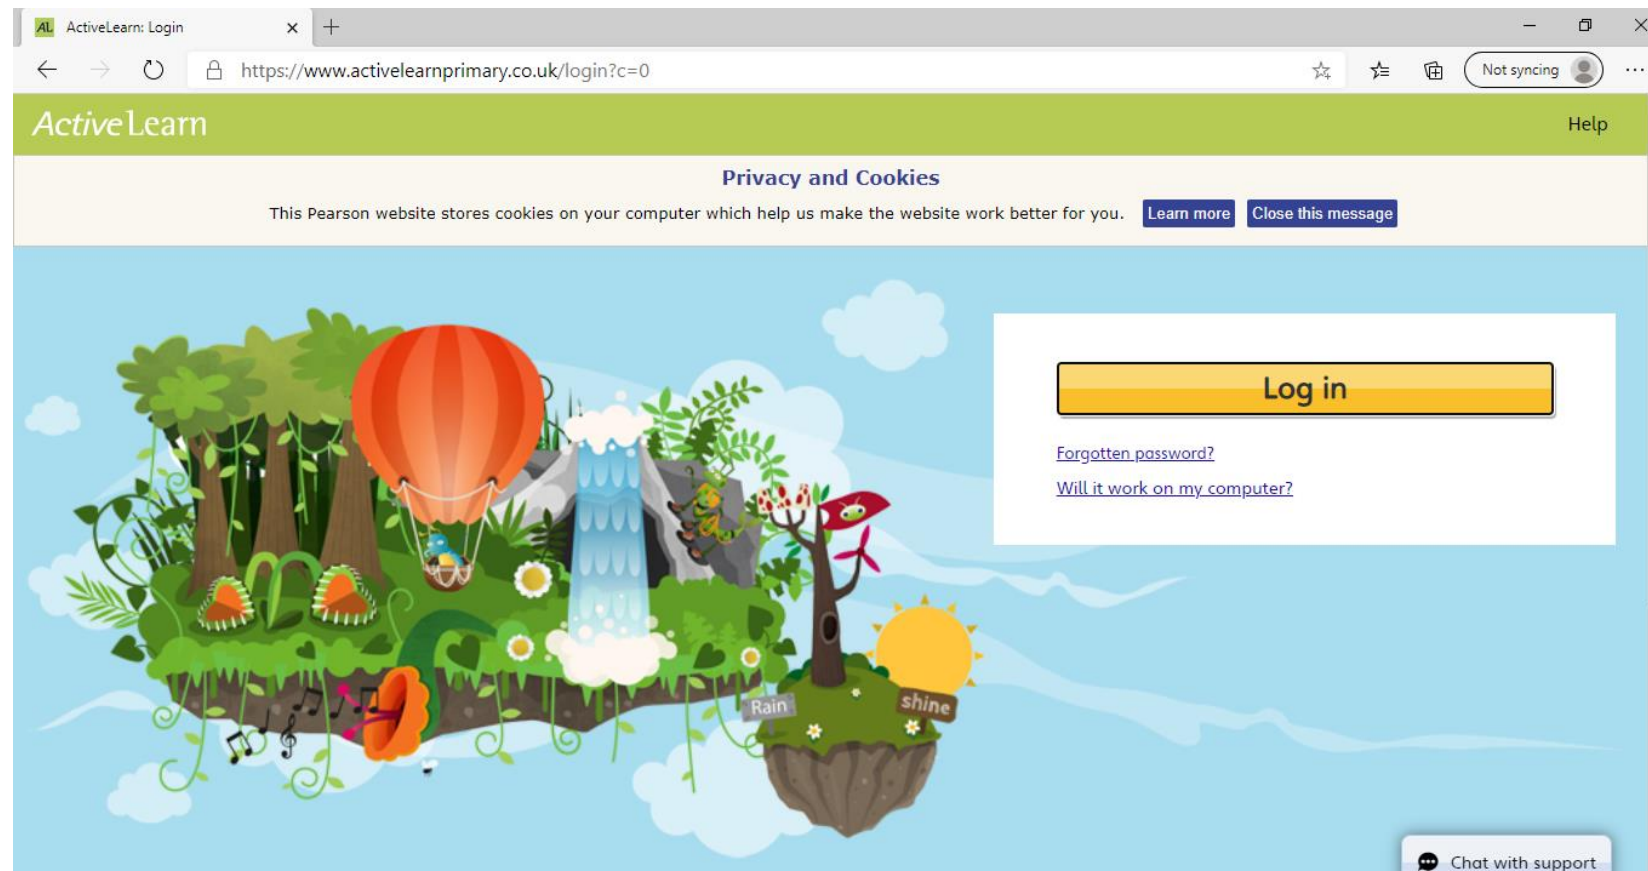 AL ActiveLearn: Login
https://www.activelearnprimary.co.uk/login?c=0
Not syncing
ActiveLearn
Help
Privacy and Cookies
This Pearson website stores cookies on your computer which help us make the website work better for you. Learn more Close this message
Log in
Forgotten password?
Will it work on my computer?
Rain
shine
Chat with support